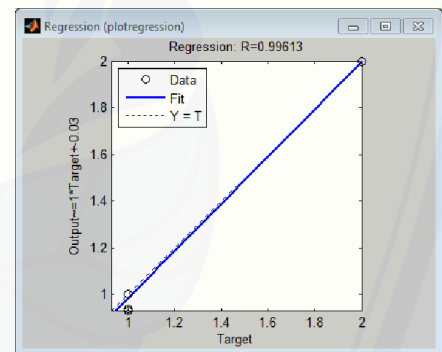 Regression (plotregression)
Regression: R=0.99613
Data
Fit
Y = T
Output~=1*Target+-0.03
2
1.8
1.6
1.4
1.2
1
1
1.2
1.4
1.6
1.8
2
Target